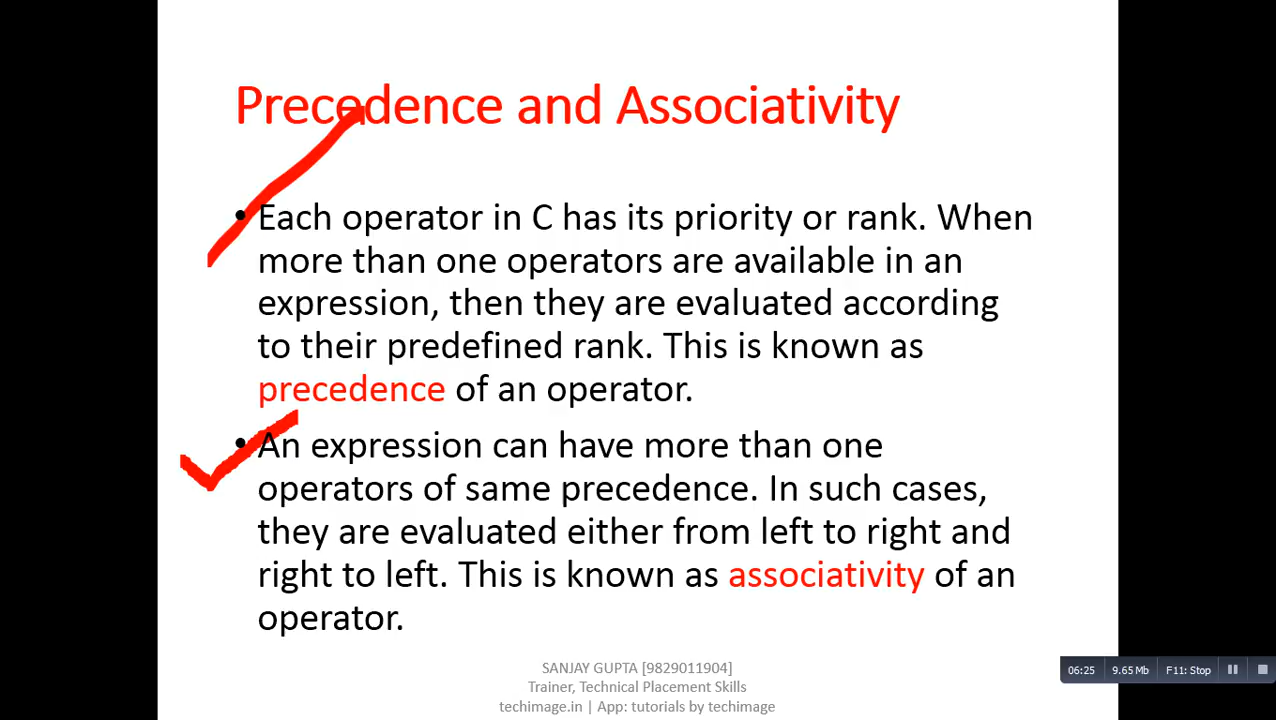 Precedence and Associativity
• Each operator in C has its priority or rank. When
more than one operators are available in an
expression, then they are evaluated according
to their predefined rank. This is known as
precedence of an operator.
• An expression can have more than one
operators of same precedence. In such cases,
they are evaluated either from left to right and
right to left. This is known as associativity of an
operator.
SANJAY GUPTA [9829011904]
Trainer, Technical Placement Skills
techimage.in | App: tutorials by techimage
06:25 9.65 Mb F11: Stop